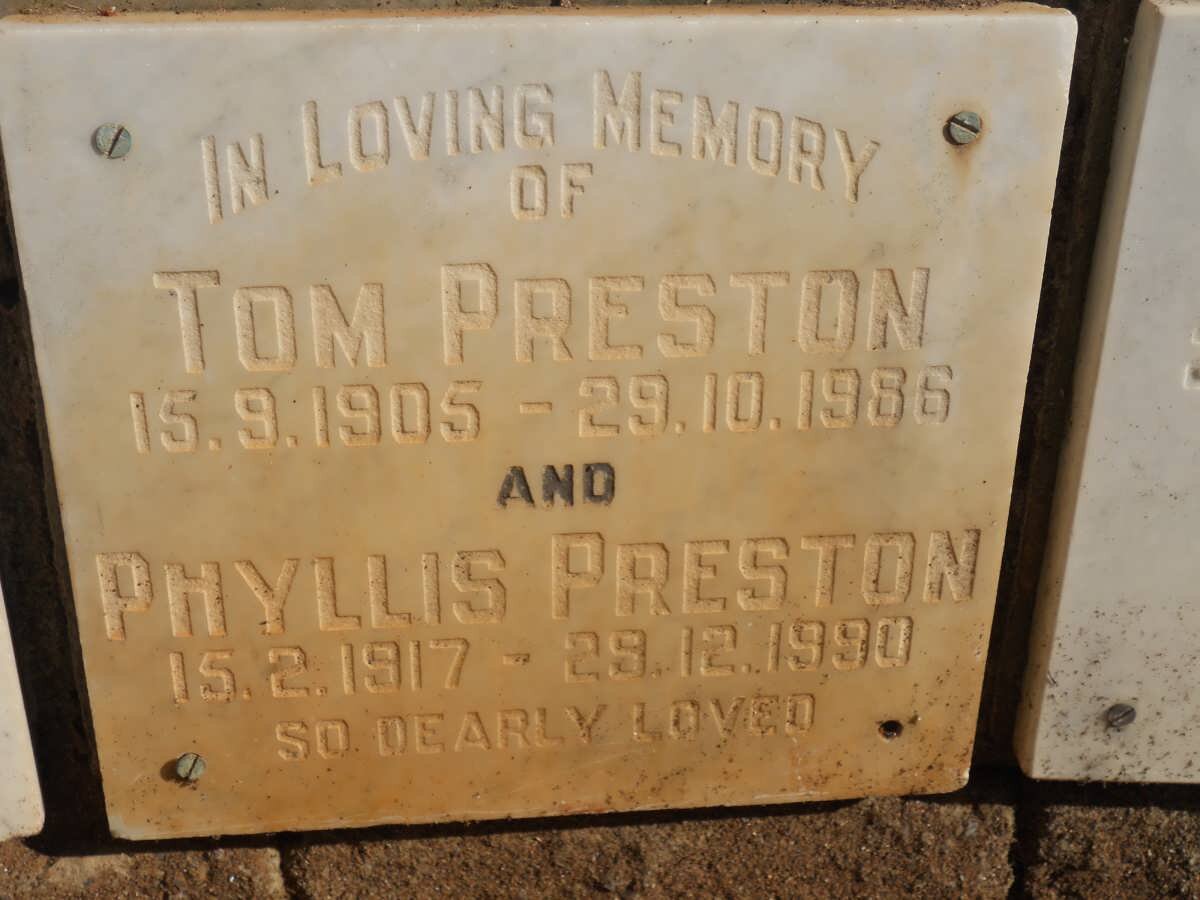 IN LOVING MEMORY
OF
TOM PRESTON
15.9.1905 - 29.10.1986
AND
PHYLLIS PRESTON
15.2.1917 - 29.12.1990
SO DEARLY LOVED